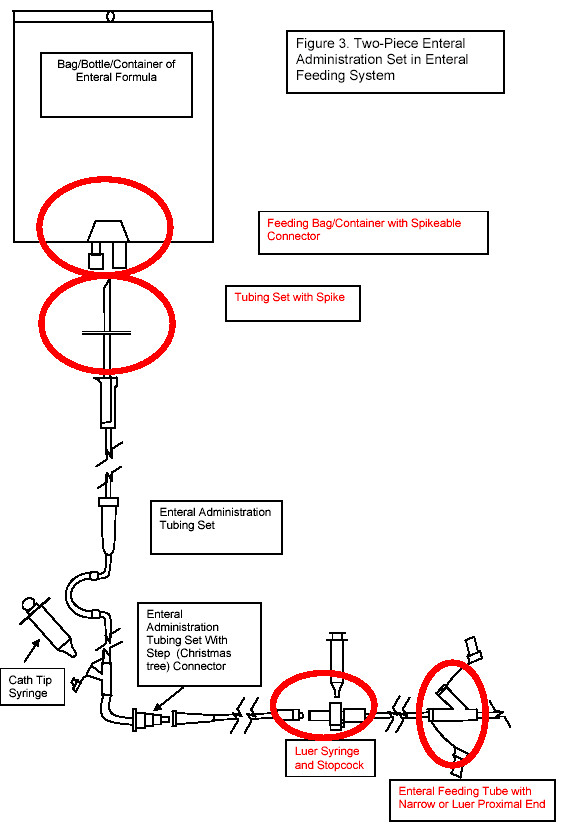 Figure 3. Two-Piece Enteral
Administration Set in Enteral
Feeding System
Bag/Bottle/Container of
Enteral Formula
Feeding Bag/Container with Spikeable
Connector
Tubing Set with Spike
Enteral Administration
Tubing Set
Enteral
Administration
Tubing Set With
Step (Christmas
tree) Connector
Cath Tip
Syringe
Luer Syringe
and Stopcock
Enteral Feeding Tube with
Narrow or Luer Proximal End